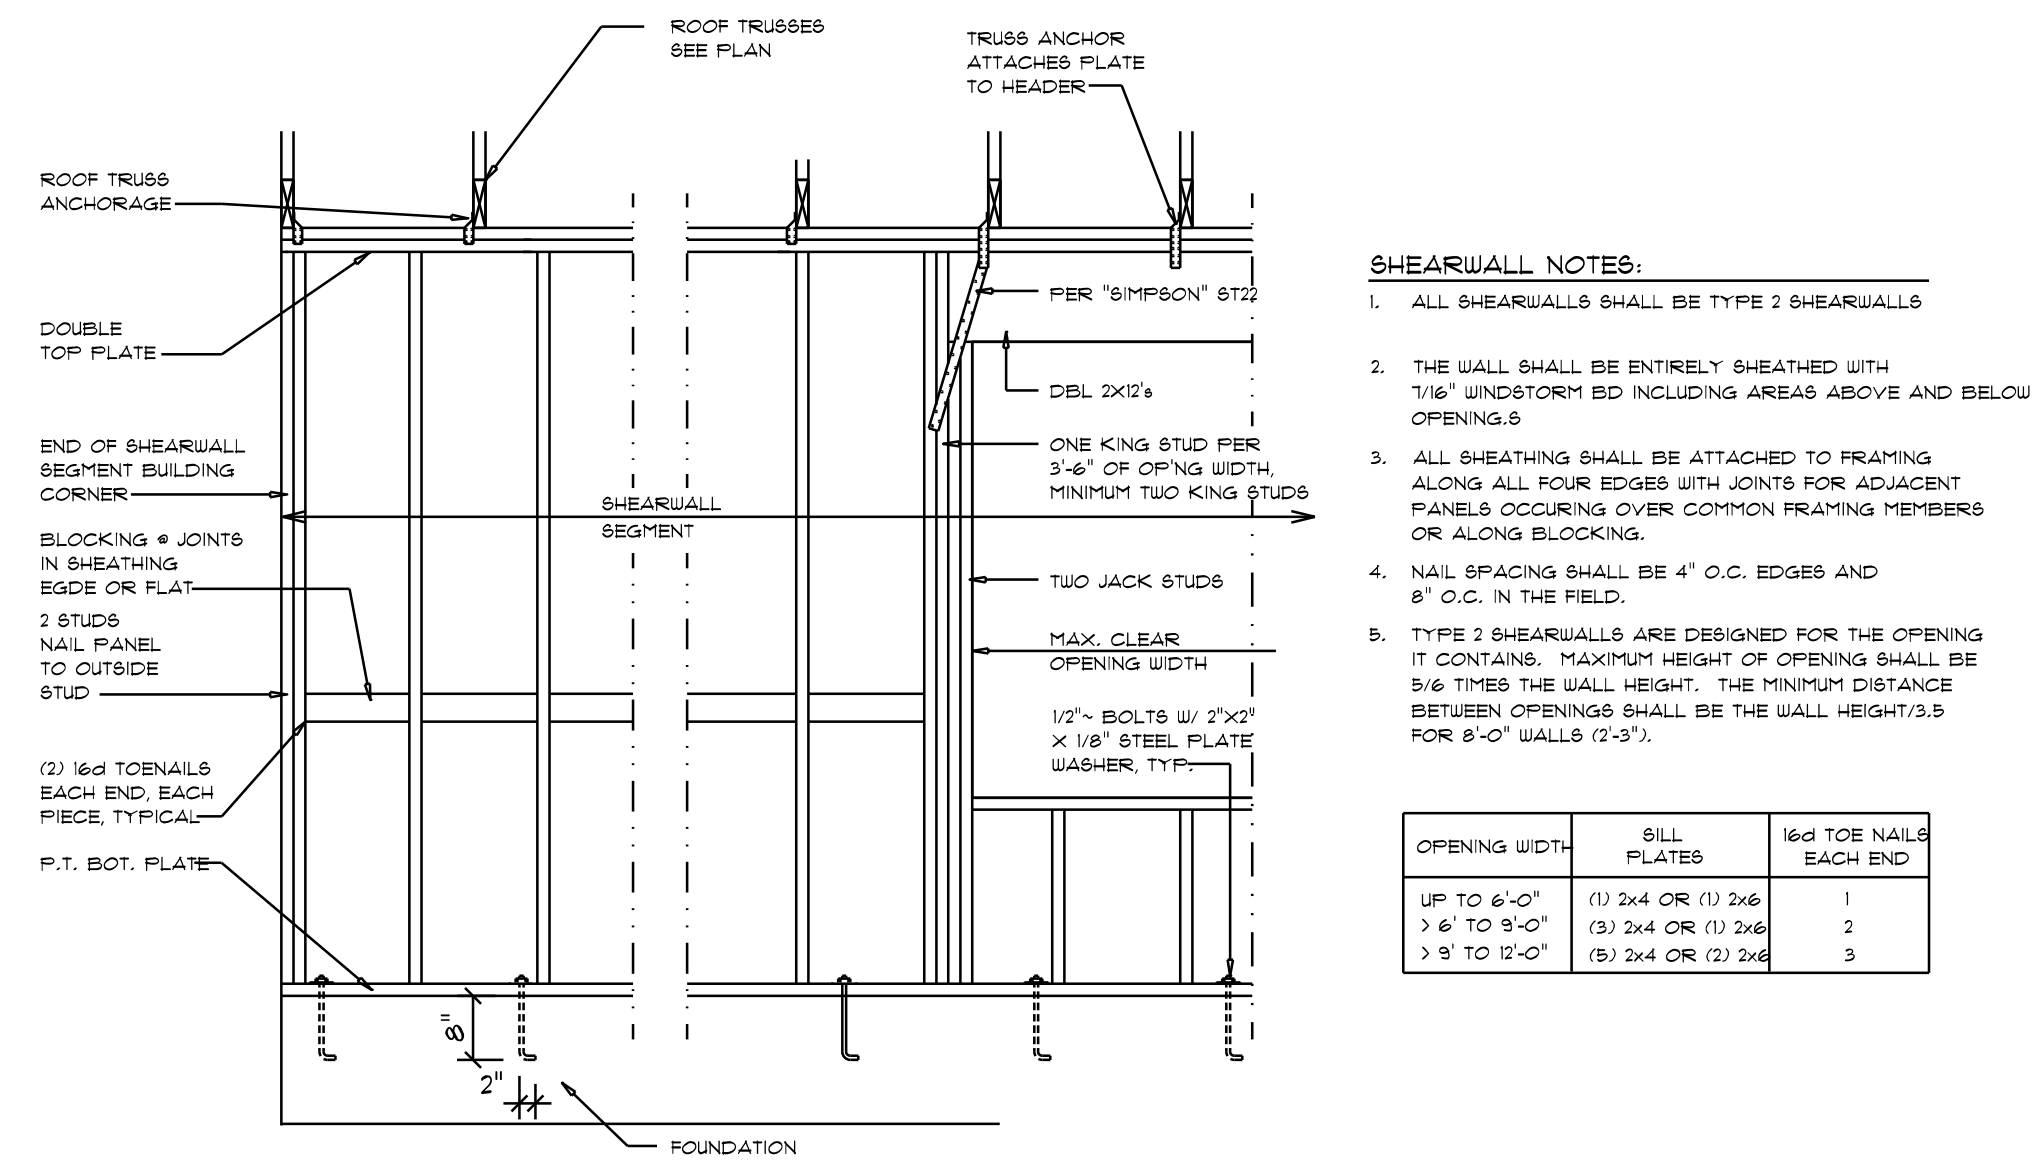 ROOF TRUSSES
SEE PLAN
TRUSS ANCHOR
ATTACHES PLATE
TO HEADER
ROOF TRUSS
ANCHORAGE
DOUBLE
TOP PLATE
END OF SHEARWALL
SEGMENT BUILDING
CORNER
BLOCKING @ JOINTS
IN SHEATHING
EGDE OR FLAT
2 STUDS
NAIL PANEL
TO OUTSIDE
STUD
(2) 16d TOENAILS
EACH END, EACH
PIECE, TYPICAL
P.T. BOT. PLATE
SHEARWALL
SEGMENT
PER "SIMPSON" ST22
DBL 2X12's
ONE KING STUD PER
3'-6" OF OP'NG WIDTH,
MINIMUM TWO KING STUDS
TWO JACK STUDS
MAX. CLEAR
OPENING WIDTH
1/2"~ BOLTS W/ 2"X2"
X 1/8" STEEL PLATE
WASHER, TYP.
8"
2"
FOUNDATION
SHEARWALL NOTES:
1. ALL SHEARWALLS SHALL BE TYPE 2 SHEARWALLS
2. THE WALL SHALL BE ENTIRELY SHEATHED WITH
7/16" WINDSTORM BD INCLUDING AREAS ABOVE AND BELOW
OPENING.S
3. ALL SHEATHING SHALL BE ATTACHED TO FRAMING
ALONG ALL FOUR EDGES WITH JOINTS FOR ADJACENT
PANELS OCCURING OVER COMMON FRAMING MEMBERS
OR ALONG BLOCKING.
4. NAIL SPACING SHALL BE 4" O.C. EDGES AND
8" O.C. IN THE FIELD.
5. TYPE 2 SHEARWALLS ARE DESIGNED FOR THE OPENING
IT CONTAINS. MAXIMUM HEIGHT OF OPENING SHALL BE
5/6 TIMES THE WALL HEIGHT. THE MINIMUM DISTANCE
BETWEEN OPENINGS SHALL BE THE WALL HEIGHT/3.5
FOR 8'-0" WALLS (2'-3").
OPENING WIDTH
SILL
PLATES
16d TOE NAILS
EACH END
UP TO 6'-0" (1) 2x4 OR (1) 2x6 1
> 6' TO 9'-0" (3) 2x4 OR (1) 2x6 2
> 9' TO 12'-0" (5) 2x4 OR (2) 2x6 3